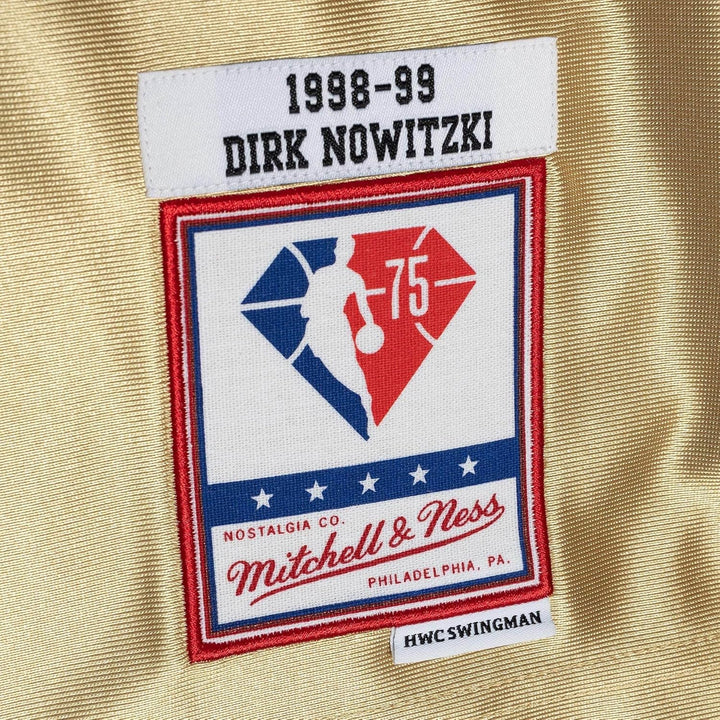 1998-99
DIRK NOWITZKI
75
NOSTALGIA CO.
Mitchell & Ness
PHILADELPHIA, PA.
HWC SWINGMAN